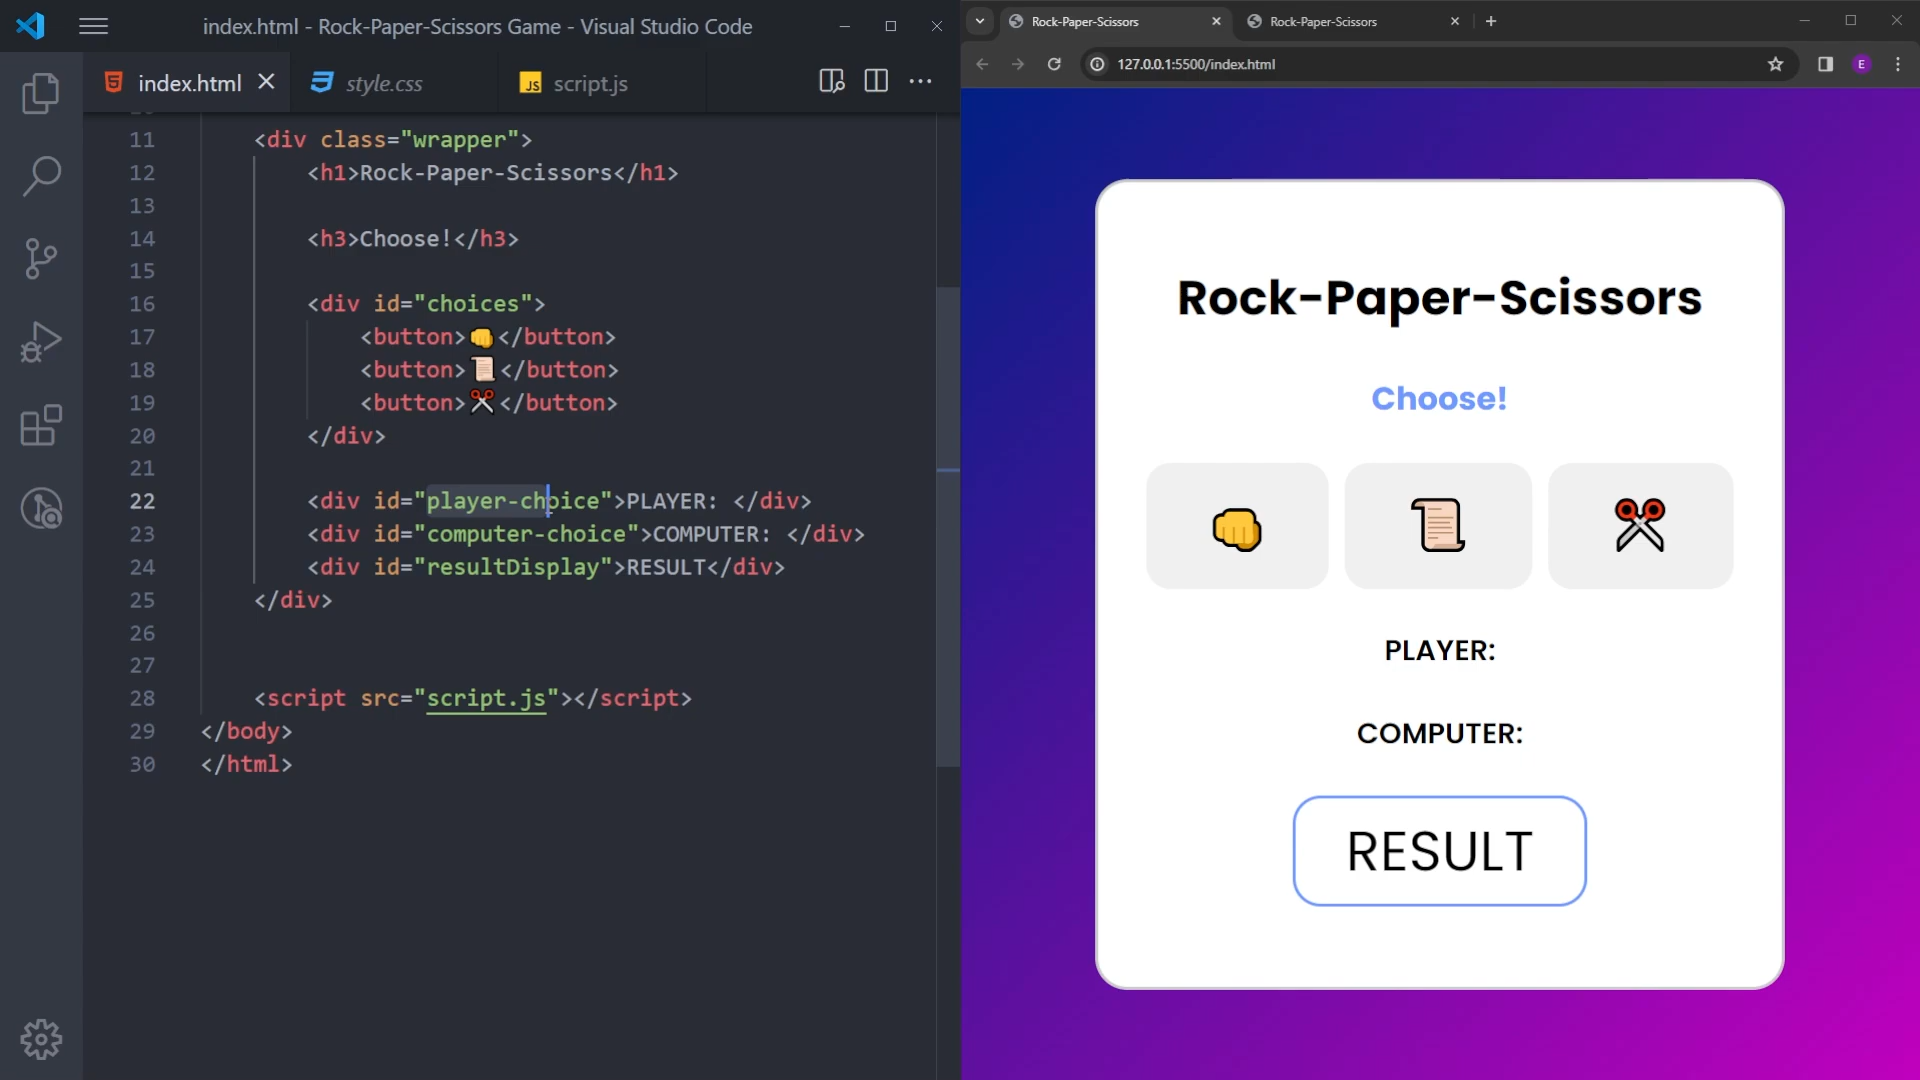 index.html - Rock-Paper-Scissors Game - Visual Studio Code
index.html
style.css
JS script.js
11 <div class="wrapper">
12 <h1>Rock-Paper-Scissors</h1>
13
14 <h3>Choose!</h3>
15
16 <div id="choices">
17 <button>👊</button>
18 <button>📜</button>
19 <button>✂️</button>
20 </div>
21
22 <div id="player-choice">PLAYER: </div>
23 <div id="computer-choice">COMPUTER: </div>
24 <div id="resultDisplay">RESULT</div>
25 </div>
26
27
28 <script src="script.js"></script>
29 </body>
30 </html>
Rock-Paper-Scissors
Rock-Paper-Scissors
127.0.0.1:5500/index.html
E
Rock-Paper-Scissors
Choose!
PLAYER:
COMPUTER:
RESULT